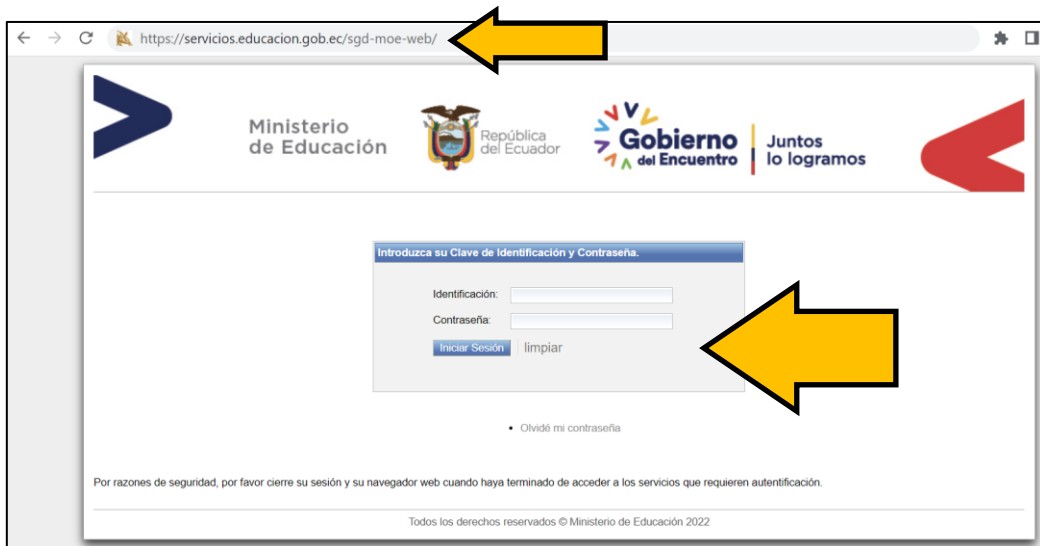 https://servicios.educacion.gob.ec/sgd-moe-web/
Ministerio
de Educación
República
del Ecuador
Gobierno
del Encuentro
Juntos
lo logramos
Introduzca su Clave de Identificación y Contraseña.
Identificación:
Contraseña:
Iniciar Sesión limpiar
• Olvidé mi contraseña
Por razones de seguridad, por favor cierre su sesión y su navegador web cuando haya terminado de acceder a los servicios que requieren autentificación.
Todos los derechos reservados © Ministerio de Educación 2022